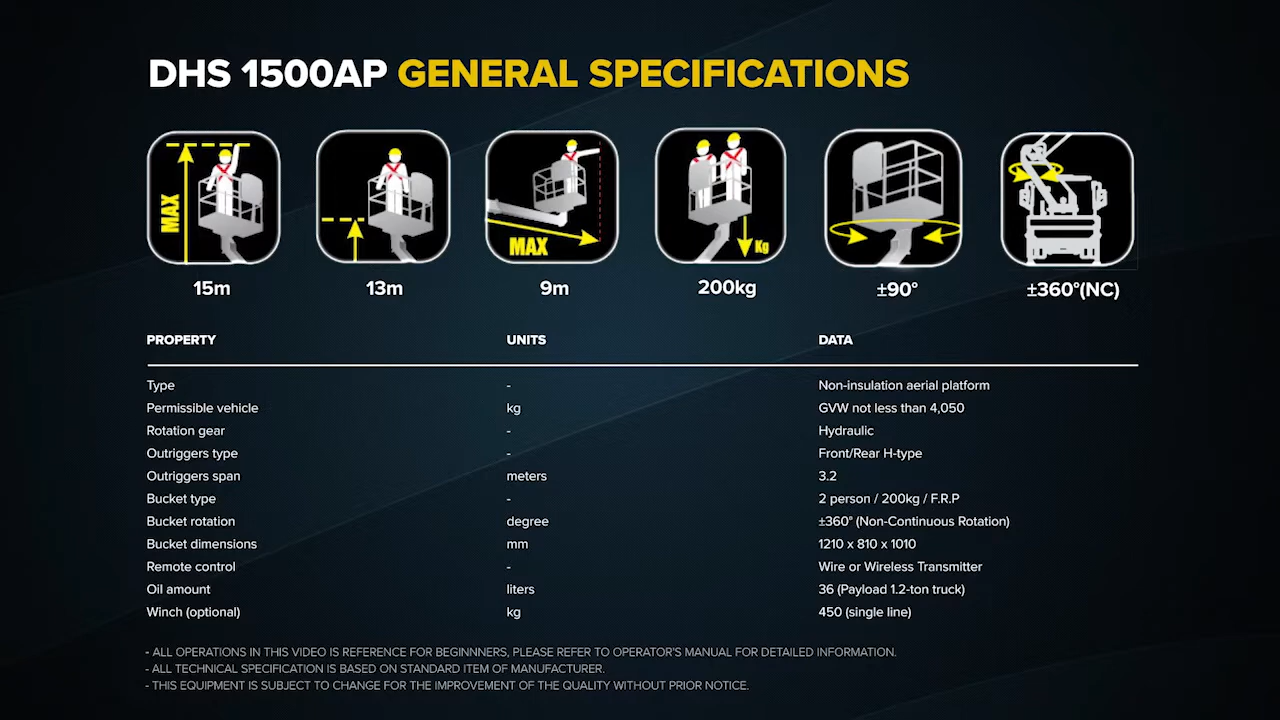 DHS 1500AP GENERAL SPECIFICATIONS
MAX
MAX
Kg
15m 13m 9m 200kg ±90° ±360°(NC)
PROPERTY UNITS DATA
Type - Non-insulation aerial platform
Permissible vehicle kg GVW not less than 4,050
Rotation gear - Hydraulic
Outriggers type - Front/Rear H-type
Outriggers span meters 3.2
Bucket type - 2 person / 200kg / F.R.P
Bucket rotation degree ±360° (Non-Continuous Rotation)
Bucket dimensions mm 1210 x 810 x 1010
Remote control - Wire or Wireless Transmitter
Oil amount liters 36 (Payload 1.2-ton truck)
Winch (optional) kg 450 (single line)
- ALL OPERATIONS IN THIS VIDEO IS REFERENCE FOR BEGINNNERS, PLEASE REFER TO OPERATOR'S MANUAL FOR DETAILED INFORMATION.
- ALL TECHNICAL SPECIFICATION IS BASED ON STANDARD ITEM OF MANUFACTURER.
- THIS EQUIPMENT IS SUBJECT TO CHANGE FOR THE IMPROVEMENT OF THE QUALITY WITHOUT PRIOR NOTICE.